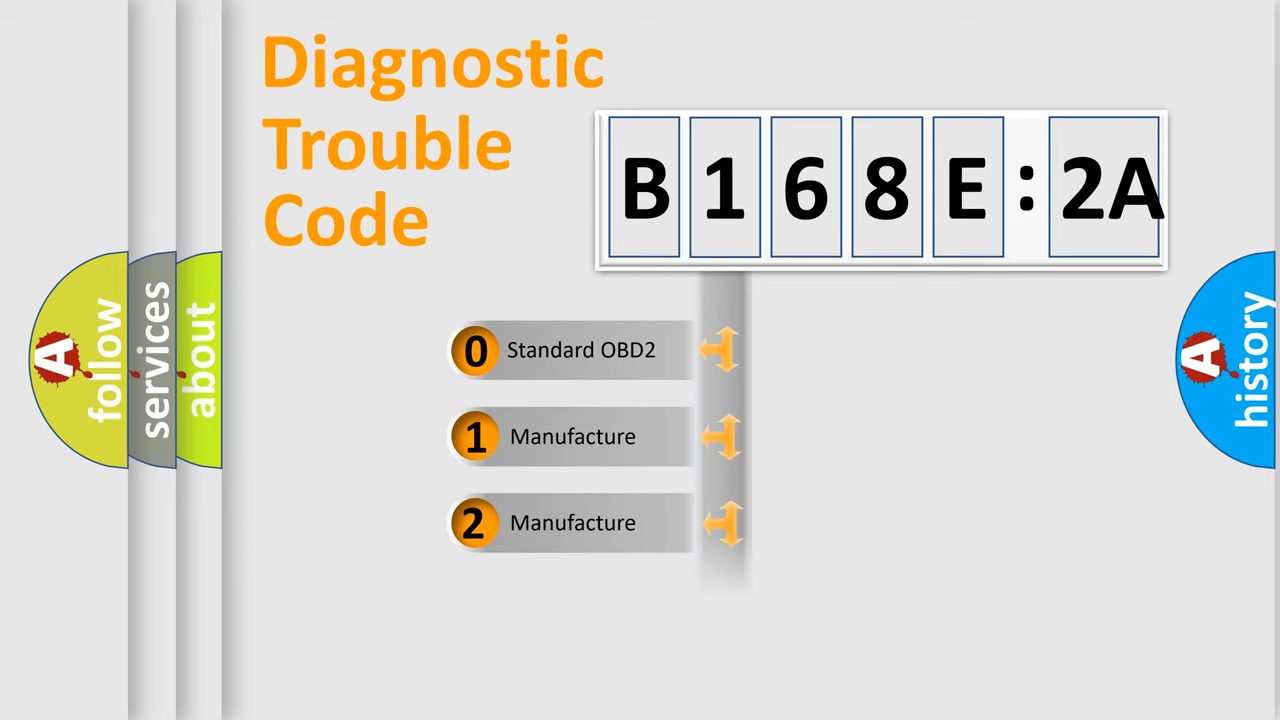 Diagnostic
Trouble
Code
B168E:2A
0 Standard OBD2
1 Manufacture
2 Manufacture
A follow
services
about
A history